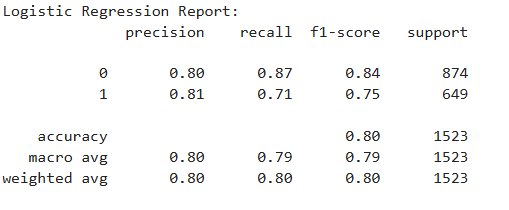 Logistic Regression Report:
precision recall f1-score support
0 0.80 0.87 0.84 874
1 0.81 0.71 0.75 649
accuracy 0.80 1523
macro avg 0.80 0.79 0.79 1523
weighted avg 0.80 0.80 0.80 1523